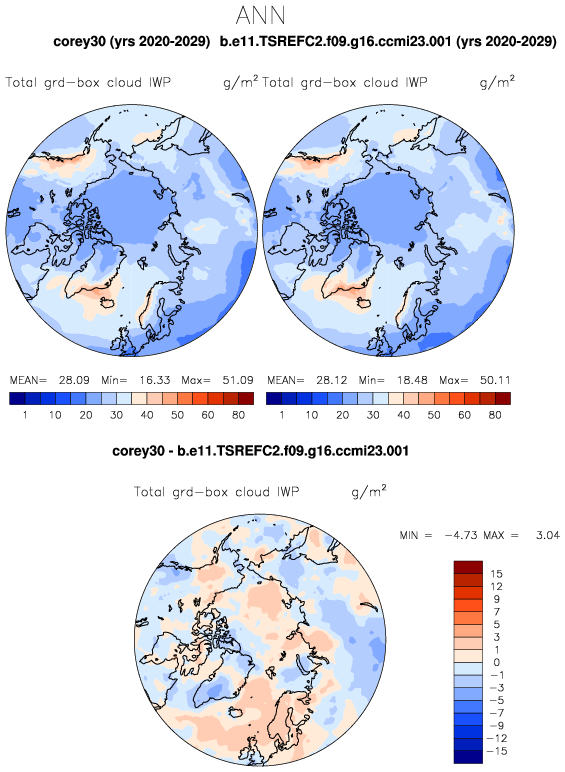 ANN
corey30 (yrs 2020-2029) b.e11.TSREFC2.f09.g16.ccmi23.001 (yrs 2020-2029)
Total grd-box cloud IWP g/m² Total grd-box cloud IWP g/m²
MEAN= 28.09 Min= 16.33 Max= 51.09 MEAN= 28.12 Min= 18.48 Max= 50.11
1 10 20 30 40 50 60 80 1 10 20 30 40 50 60 80
corey30 - b.e11.TSREFC2.f09.g16.ccmi23.001
Total grd-box cloud IWP g/m²
MIN = -4.73 MAX = 3.04
15
12
9
7
5
3
1
0
-1
-3
-5
-7
-9
-12
-15